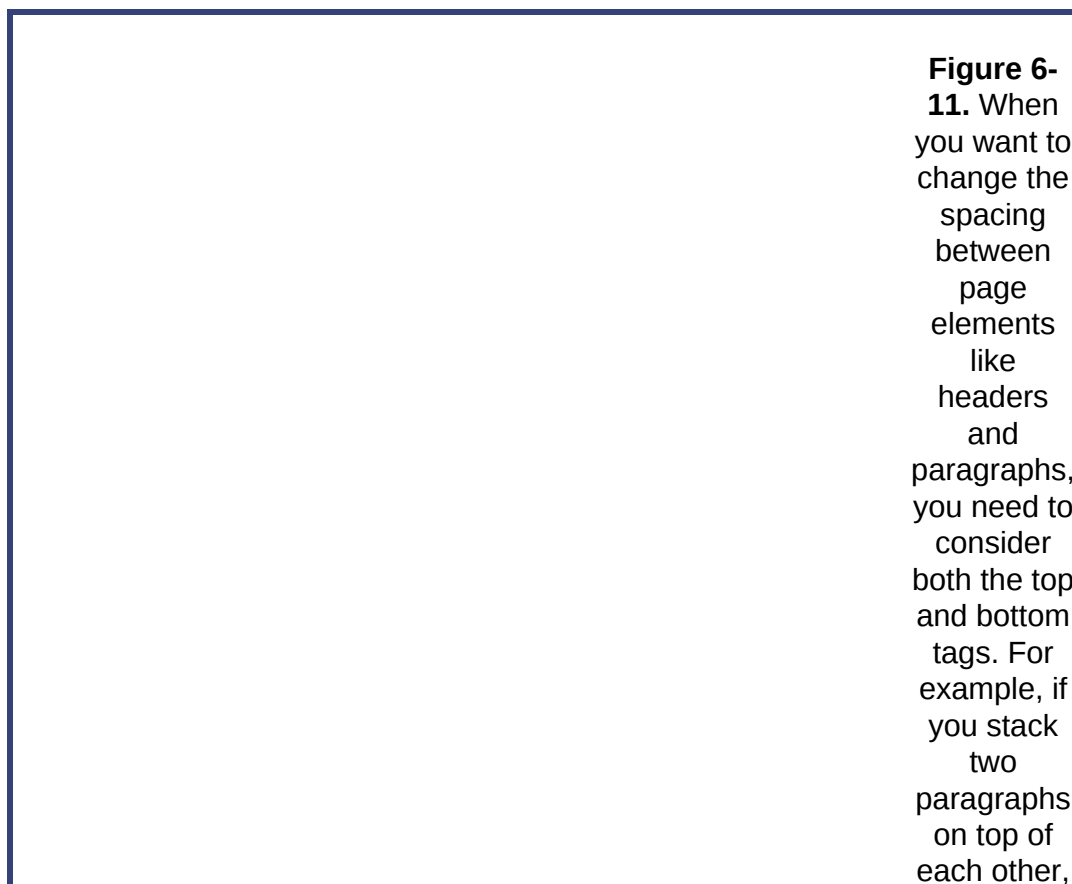 Figure 6-
11. When
you want to
change the
spacing
between
page
elements
like
headers
and
paragraphs,
you need to
consider
both the top
and bottom
tags. For
example, if
you stack
two
paragraphs
on top of
each other,